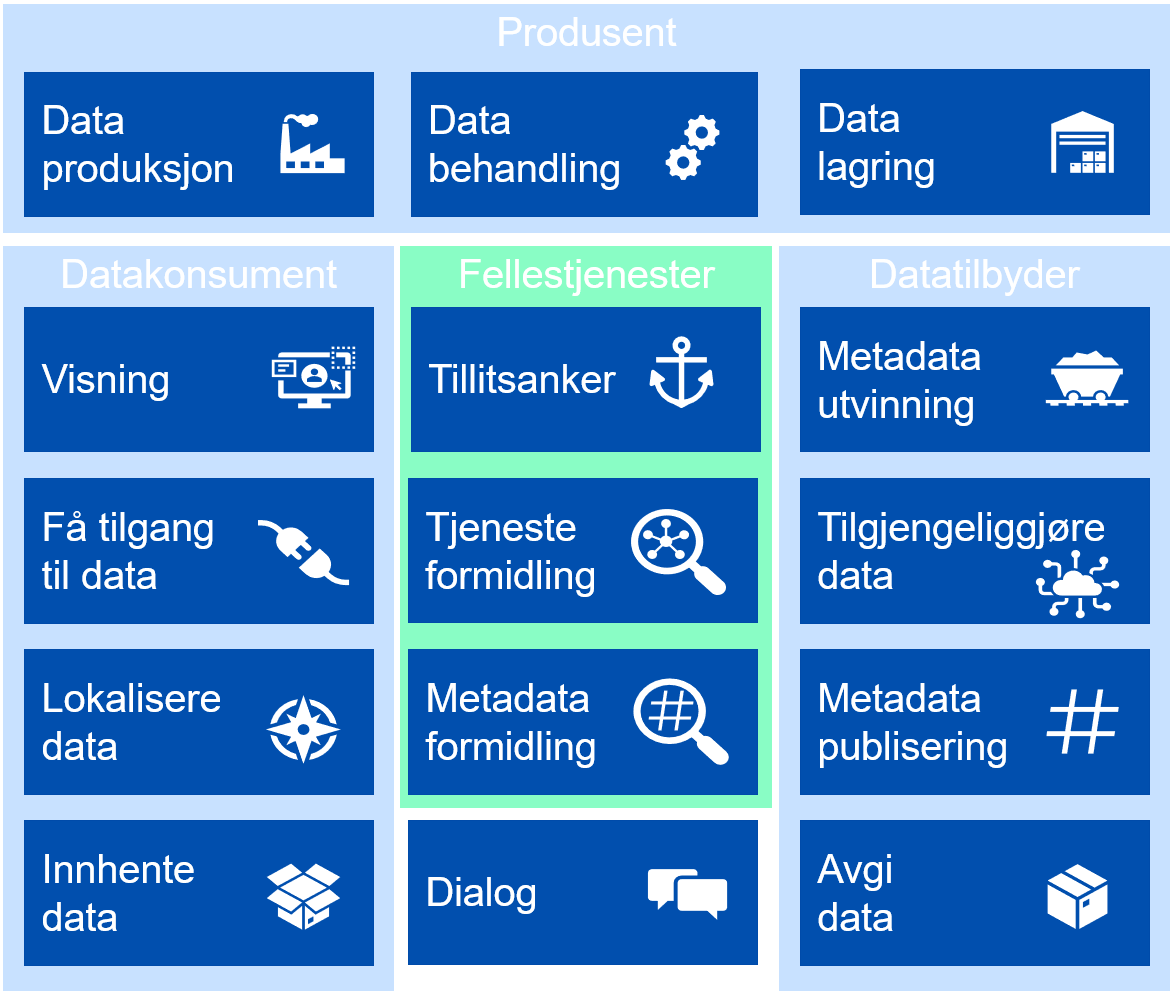 Produsent
Data
produksjon
Data
behandling
Data
lagring
Datakonsument
Visning
Få tilgang
til data
Lokalisere
data
Innhente
data
Fellestjenester
Tillitsanker
Tjeneste
formidling
Metadata
formidling
Dialog
Datatilbyder
Metadata
utvinning
Tilgjengeliggjøre
data
Metadata
publisering
Avgi
data